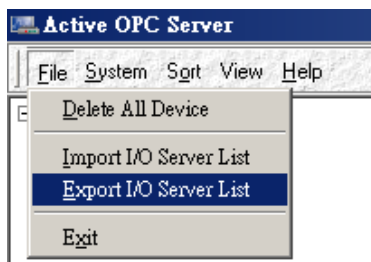 Active OPC Server
File System Sort View Help
Delete All Device
Import I/O Server List
Export I/O Server List
Exit